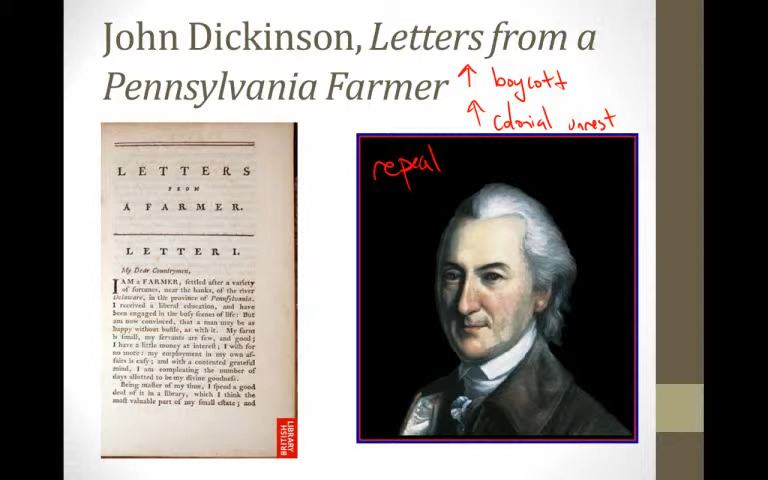 John Dickinson, Letters from a
Pennsylvania Farmer
↑ boycott
↑ colonial unrest
repeal
LETTERS
FROM
A FARMER.
LETTER I.
My Dear Countrymen,
I AM a FARMER, settled after a variety
of fortunes, near the banks, of the river
Delaware, in the province of Pennsylvania.
I received a liberal education, and have
been engaged in the busy scenes of life: But
am now convinced, that a man may be as
happy without bustle, as with it. My farm
is small, my servants are few, and good;
I have a little money at interest; I wish for
no more: my employment in my own af-
fairs is easy; and with a contented grateful
mind, I am compleating the number of
days allotted to me by divine goodness.
Being master of my time, I spend a good
deal of it in a library, which I think the
most valuable part of my small estate; and
BRITISH
LIBRARY